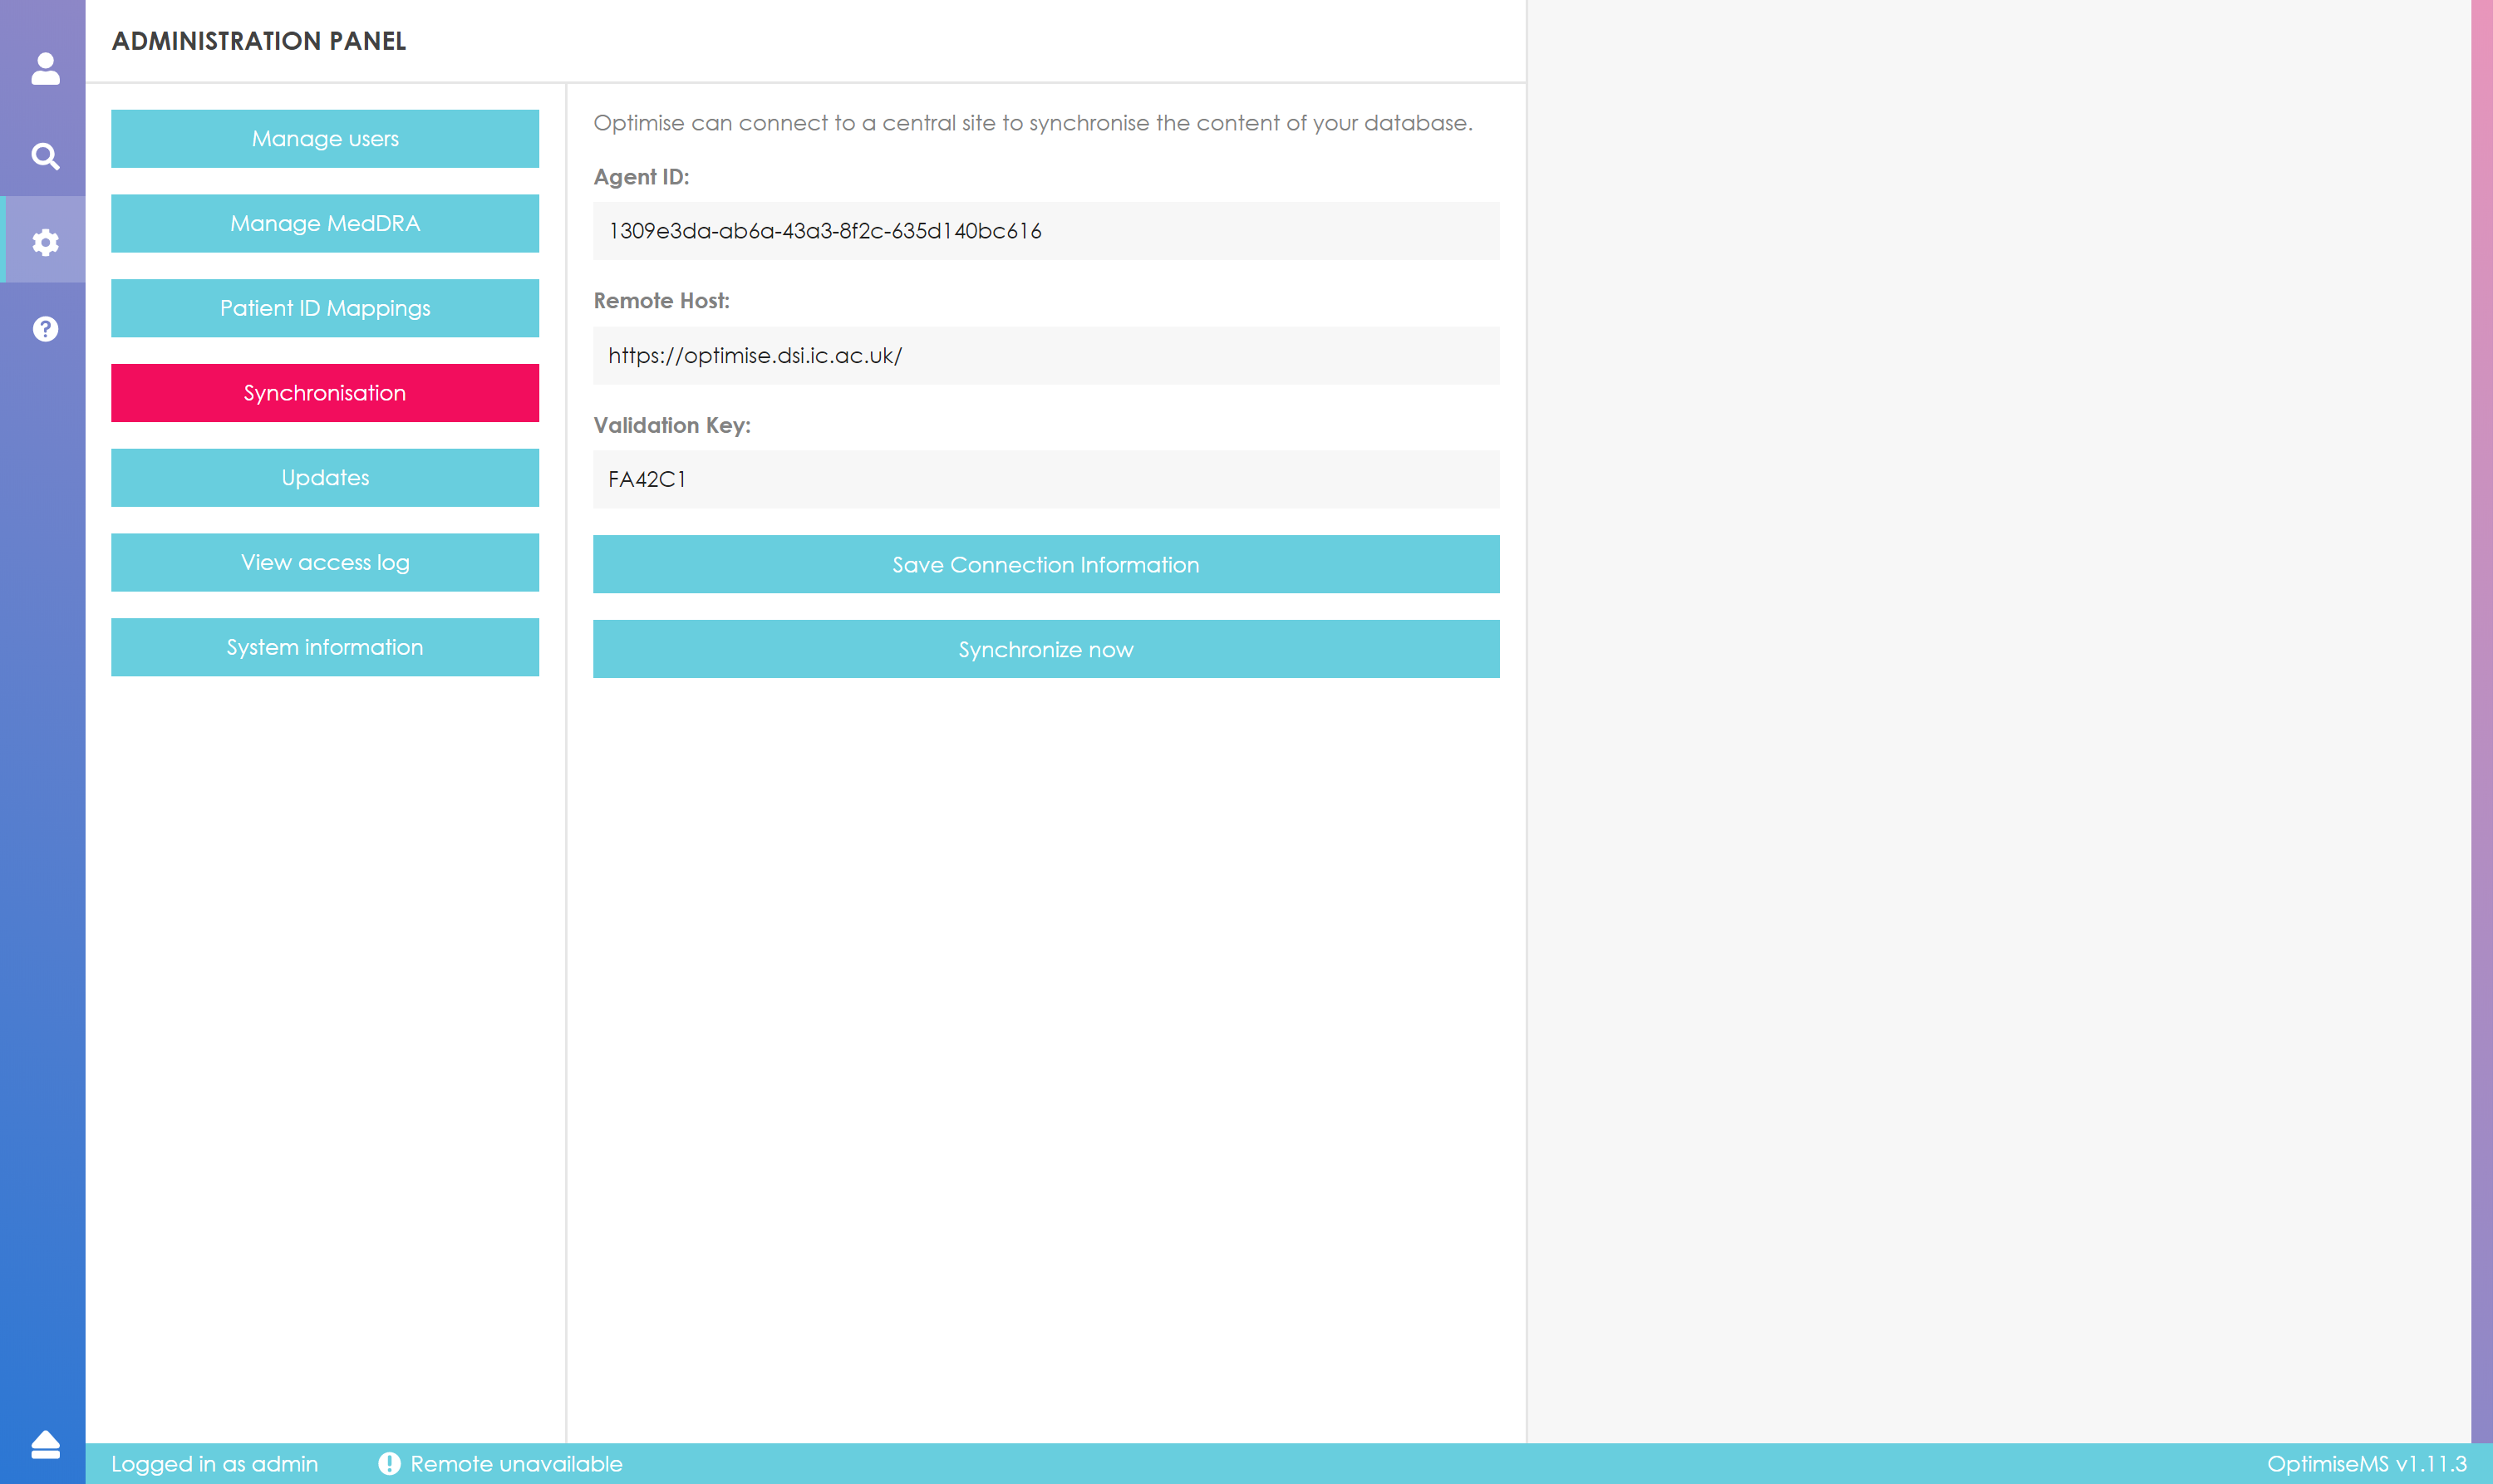 ADMINISTRATION PANEL
Manage users
Manage MedDRA
Patient ID Mappings
Synchronisation
Updates
View access log
System information
Optimise can connect to a central site to synchronise the content of your database.
Agent ID:
1309e3da-ab6a-43a3-8f2c-635d140bc616
Remote Host:
https://optimise.dsi.ic.ac.uk/
Validation Key:
FA42C1
Save Connection Information
Synchronize now
Logged in as admin
Remote unavailable
OptimiseMS v1.11.3